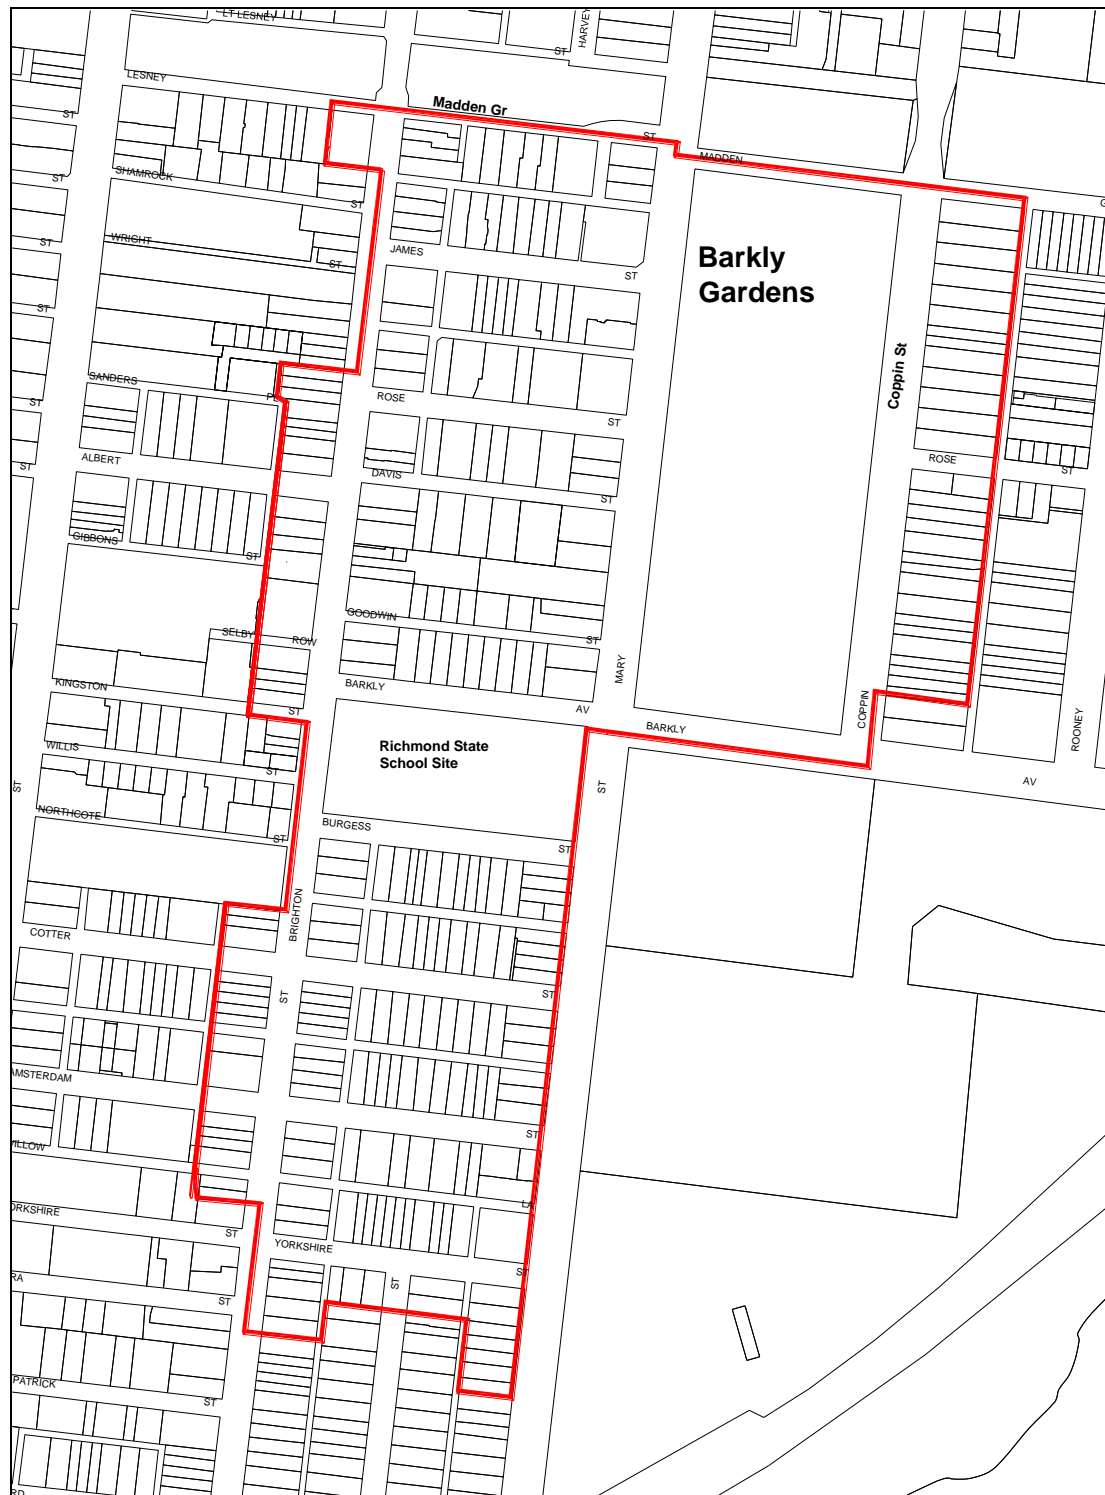 LT LESNEY
HARVEY
ST
LESNEY
Madden Gr
ST
ST
MADDEN
SHAMROCK
ST
ST
G
WRIGHT
ST
JAMES
ST
ST
ST
Barkly
Gardens
Coppin St
SANDERS
PL
ROSE
ST
ST
ALBERT
DAVIS
ROSE
ST
ST
ST
GIBBONS
ST
GOODWIN
SELBY
ROW
ST
MARY
KINGSTON
BARKLY
ST
AV
BARKLY
COPPIN
ROONEY
WILLIS
Richmond State
School Site
ST
ST
ST
AV
NORTHCOTE
BURGESS
ST
ST
BRIGHTON
COTTER
ST
ST
AMSTERDAM
ST
ILLOW
LA
ORKSHIRE
ST
YORKSHIRE
ST
ST
RA
ST
PATRICK
ST
RD